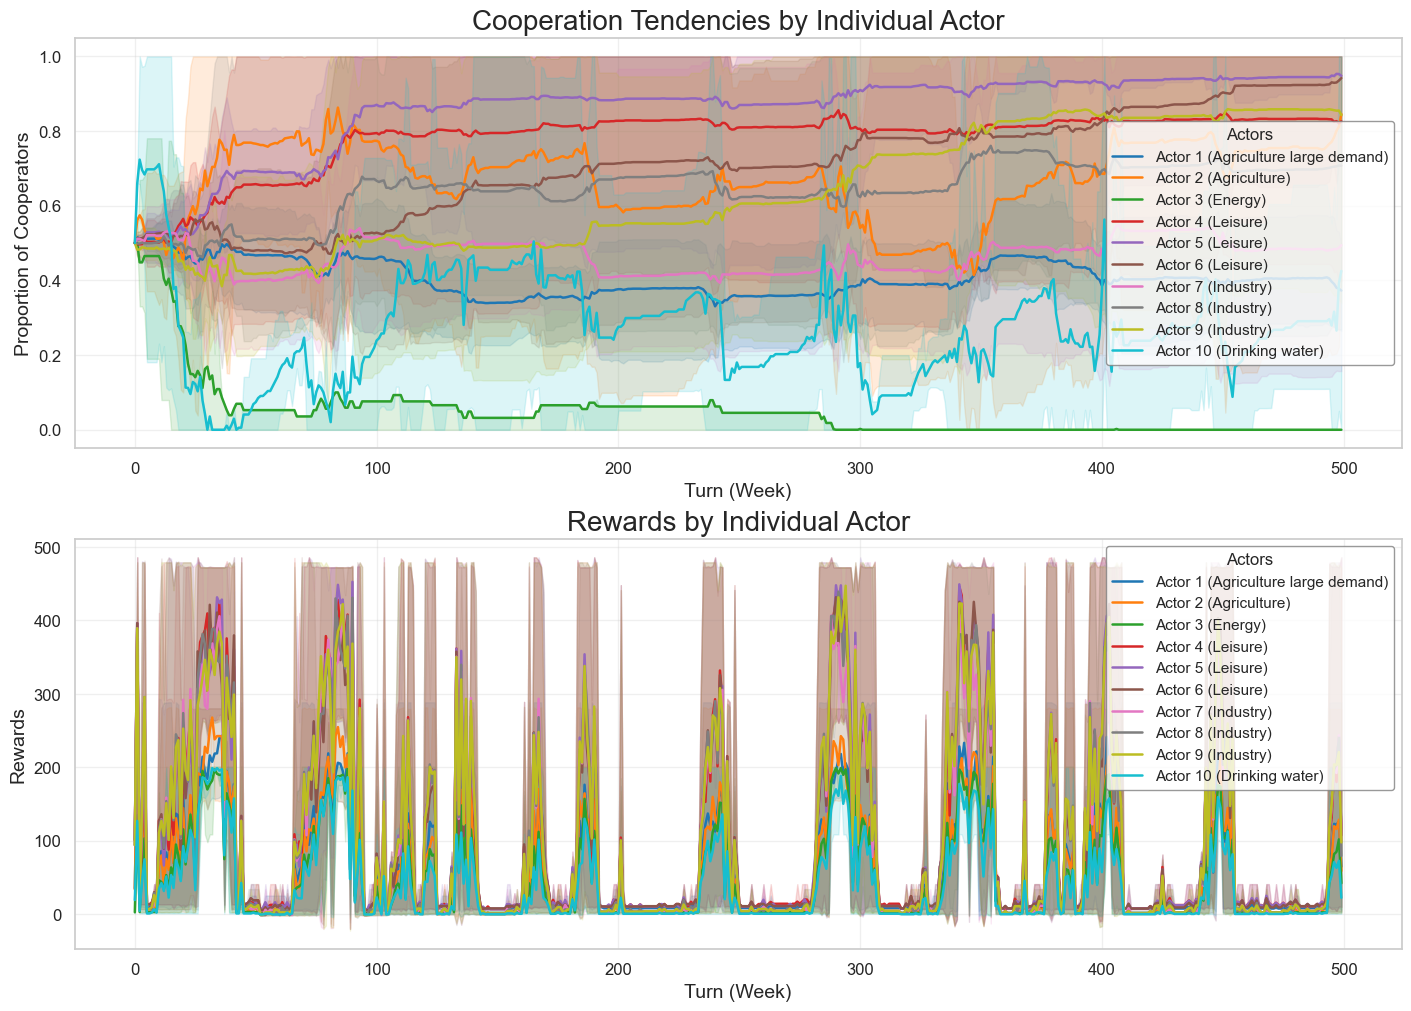 Cooperation Tendencies by Individual Actor
Proportion of Cooperators
1.0
0.8
0.6
0.4
0.2
0.0
Actors
Actor 1 (Agriculture large demand)
Actor 2 (Agriculture)
Actor 3 (Energy)
Actor 4 (Leisure)
Actor 5 (Leisure)
Actor 6 (Leisure)
Actor 7 (Industry)
Actor 8 (Industry)
Actor 9 (Industry)
Actor 10 (Drinking water)
0 100 200 300 400 500
Turn (Week)
Rewards by Individual Actor
Rewards
500
400
300
200
100
0
Actors
Actor 1 (Agriculture large demand)
Actor 2 (Agriculture)
Actor 3 (Energy)
Actor 4 (Leisure)
Actor 5 (Leisure)
Actor 6 (Leisure)
Actor 7 (Industry)
Actor 8 (Industry)
Actor 9 (Industry)
Actor 10 (Drinking water)
0 100 200 300 400 500
Turn (Week)